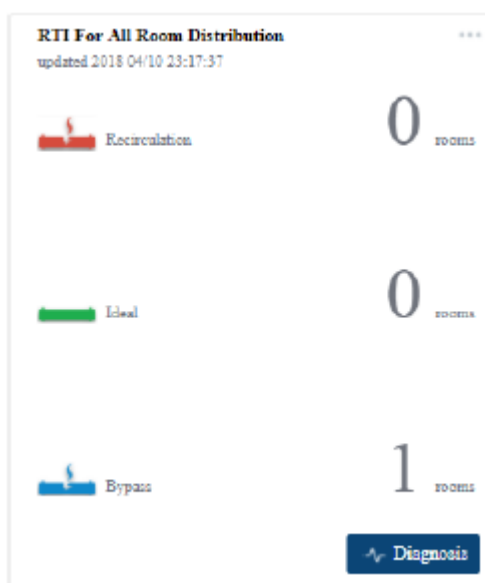 RTI For All Room Distribution
updated 2018 04/10 23:17:37
Recirculation 0 rooms
Ideal 0 rooms
Bypass 1 rooms
Diagnosis